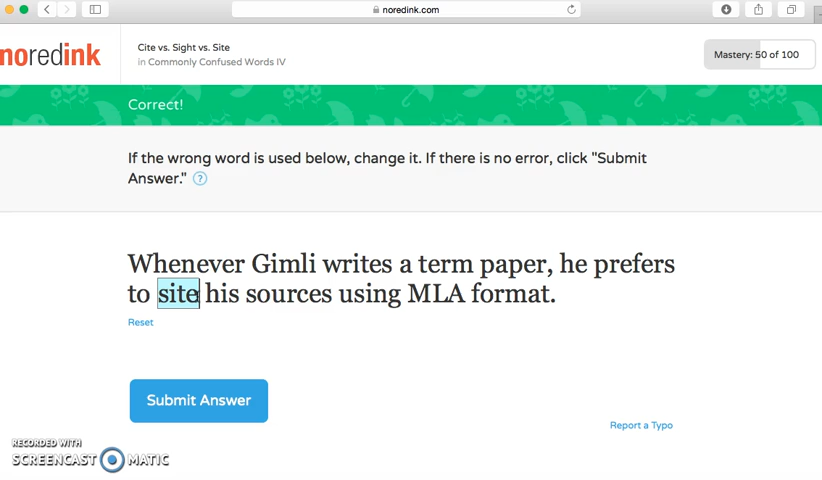 noredink.com
noredink
Cite vs. Sight vs. Site
in Commonly Confused Words IV
Mastery: 50 of 100
Correct!
If the wrong word is used below, change it. If there is no error, click "Submit
Answer." ?
Whenever Gimli writes a term paper, he prefers
to site his sources using MLA format.
Reset
Submit Answer
Report a Typo
RECORDED WITH
SCREENCAST MATIC